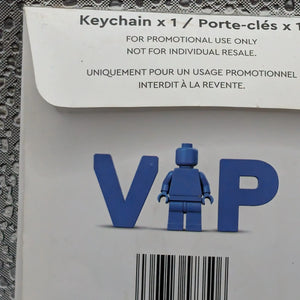 Keychain x 1 / Porte-clés x 1
FOR PROMOTIONAL USE ONLY
NOT FOR INDIVIDUAL RESALE.
UNIQUEMENT POUR UN USAGE PROMOTIONNEL
INTERDIT À LA REVENTE.
V P